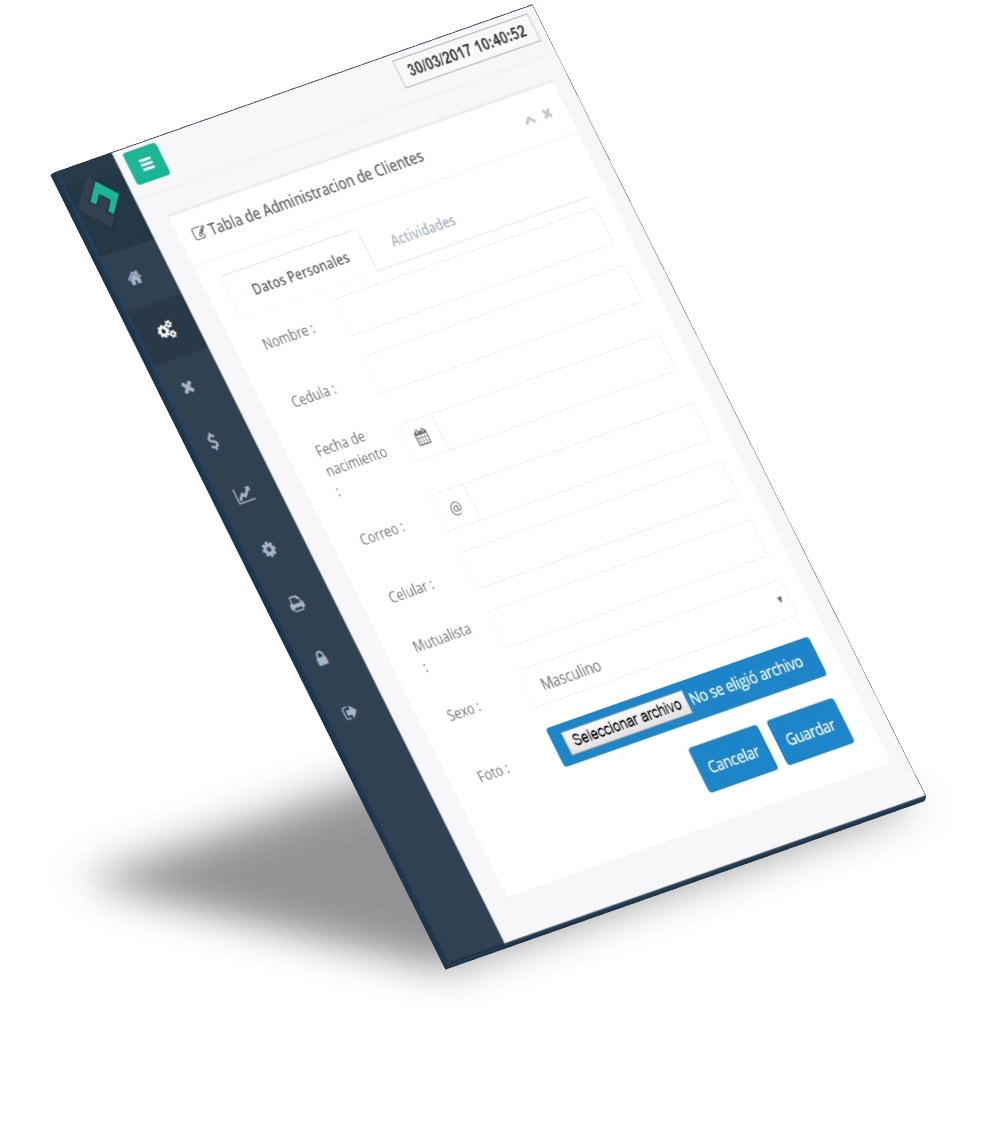 30/03/2017 10:40:52
Tabla de Administracion de Clientes
Datos Personales
Actividades
Nombre :
Cedula :
Fecha de
nacimiento
:
@
Correo :
Celular :
Mutualista
:
Masculino
Sexo :
Seleccionar archivo No se eligió archivo
Foto :
Cancelar
Guardar